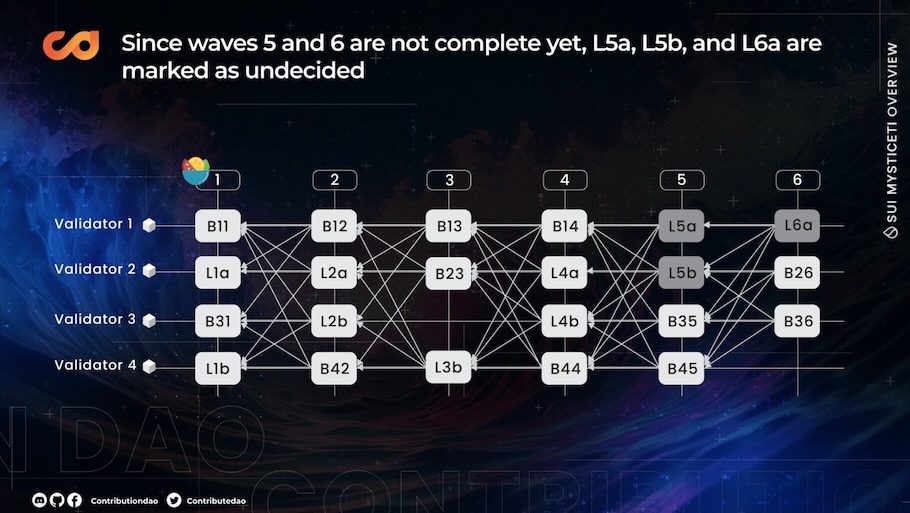 Since waves 5 and 6 are not complete yet, L5a, L5b, and L6a are
marked as undecided
SUI MYSTICETI OVERVIEW
1 2 3 4 5 6
Validator 1 B11 B12 B13 B14 L5a L6a
Validator 2 L1a L2a B23 L4a L5b B26
Validator 3 B31 L2b L4b B35 B36
Validator 4 L1b B42 L3b B44 B45
N DAO
CONTRIBUTIO
Contributiondao Contributedao